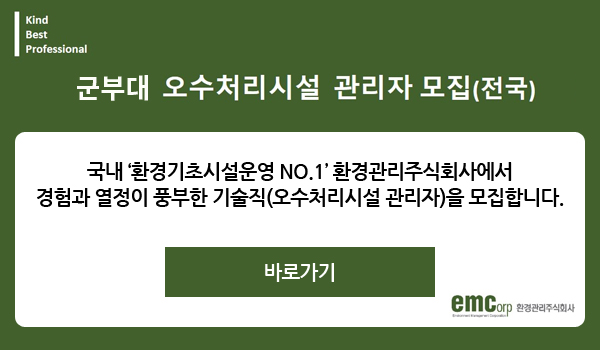 Kind
Best
Professional
군부대 오수처리시설 관리자 모집(전국)
국내 ‘환경기초시설운영 NO.1’ 환경관리주식회사에서
경험과 열정이 풍부한 기술직(오수처리시설 관리자)을 모집합니다.
바로가기
emcorp 환경관리주식회사
Environment Management Corporation